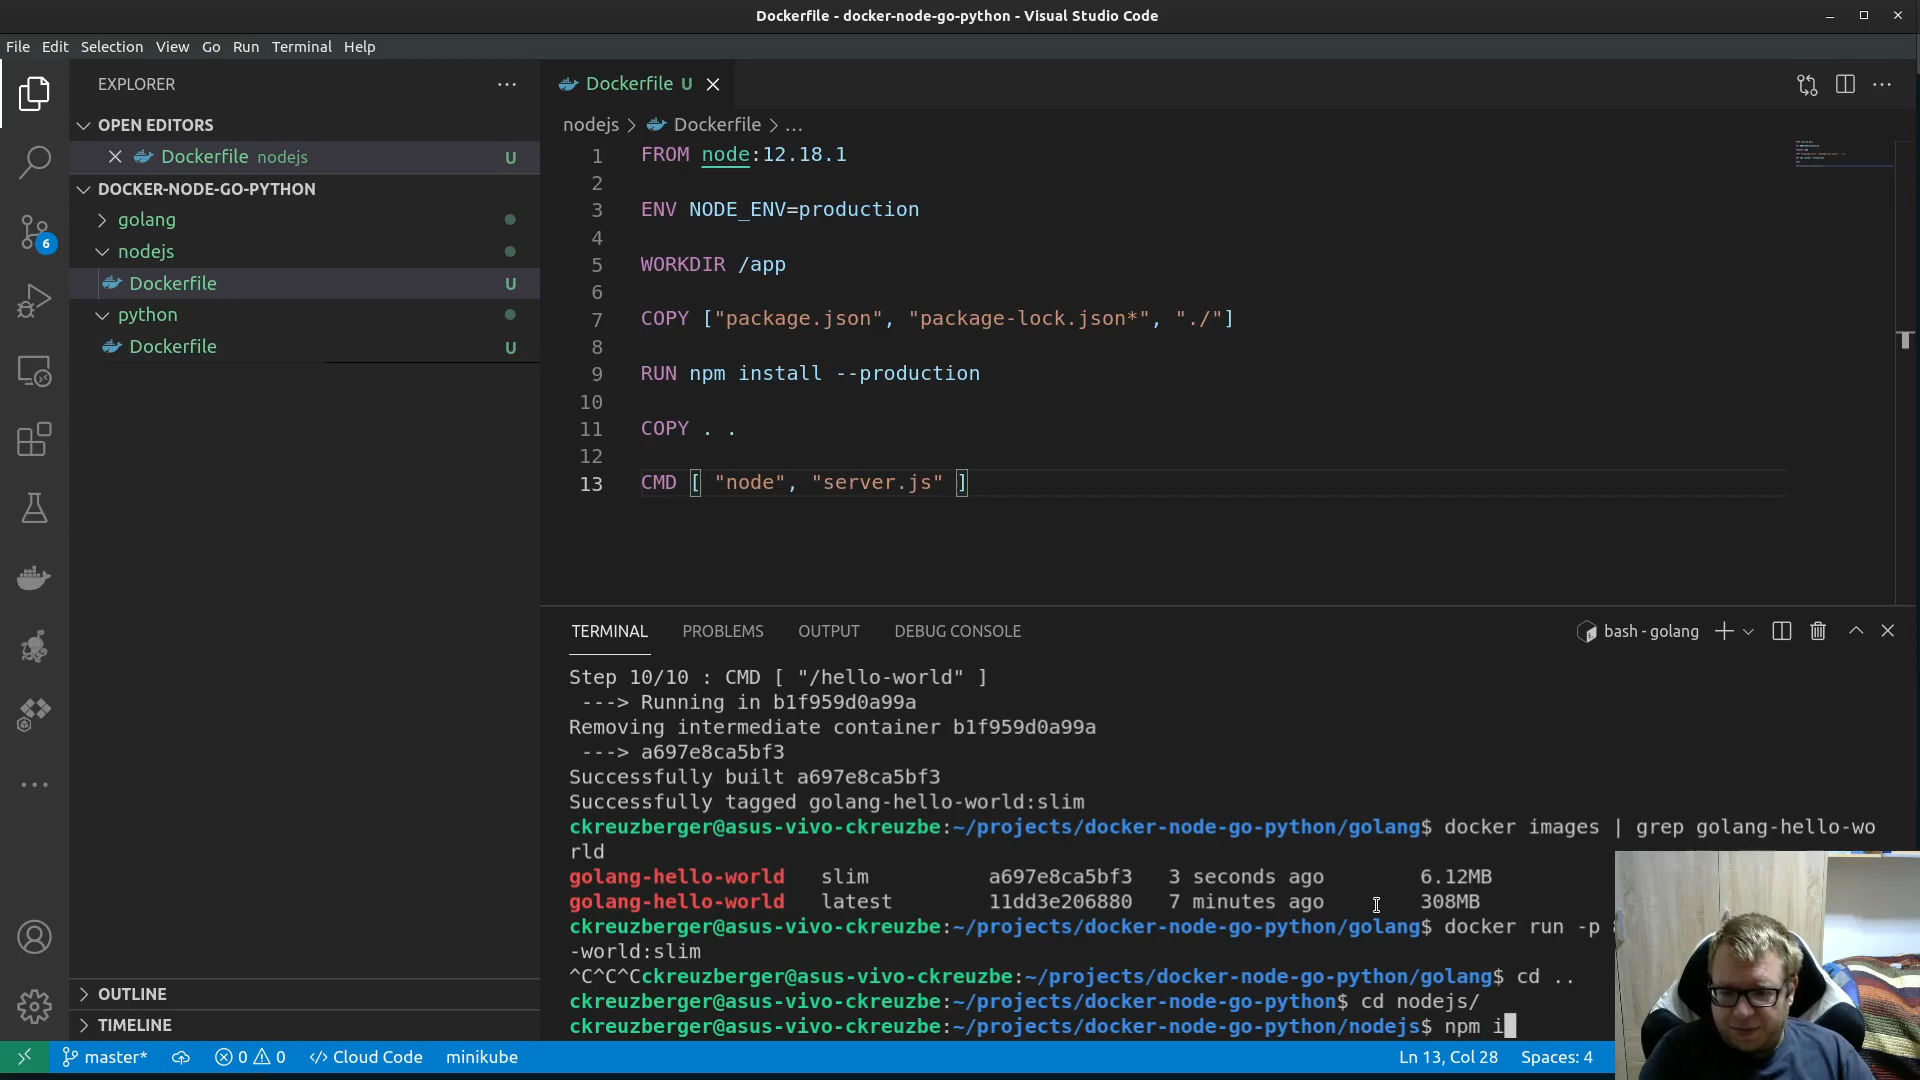 Dockerfile - docker-node-go-python - Visual Studio Code
File Edit Selection View Go Run Terminal Help
EXPLORER
OPEN EDITORS
Dockerfile nodejs U
DOCKER-NODE-GO-PYTHON
golang
nodejs
Dockerfile U
python
Dockerfile U
OUTLINE
TIMELINE
6
Dockerfile U
nodejs > Dockerfile > ...
1 FROM node:12.18.1
2
3 ENV NODE_ENV=production
4
5 WORKDIR /app
6
7 COPY ["package.json", "package-lock.json*", "./"]
8
9 RUN npm install --production
10
11 COPY . .
12
13 CMD [ "node", "server.js" ]
TERMINAL PROBLEMS OUTPUT DEBUG CONSOLE
bash - golang
Step 10/10 : CMD [ "/hello-world" ]
---> Running in b1f959d0a99a
Removing intermediate container b1f959d0a99a
---> a697e8ca5bf3
Successfully built a697e8ca5bf3
Successfully tagged golang-hello-world:slim
ckreuzberger@asus-vivo-ckreuzbe:~/projects/docker-node-go-python/golang$ docker images | grep golang-hello-wo
rld
golang-hello-world slim a697e8ca5bf3 3 seconds ago 6.12MB
golang-hello-world latest 11dd3e206880 7 minutes ago 308MB
ckreuzberger@asus-vivo-ckreuzbe:~/projects/docker-node-go-python/golang$ docker run -p
-world:slim
^C^C^Cckreuzberger@asus-vivo-ckreuzbe:~/projects/docker-node-go-python/golang$ cd ..
ckreuzberger@asus-vivo-ckreuzbe:~/projects/docker-node-go-python$ cd nodejs/
ckreuzberger@asus-vivo-ckreuzbe:~/projects/docker-node-go-python/nodejs$ npm i
master* 0 0 Cloud Code minikube Ln 13, Col 28 Spaces: 4